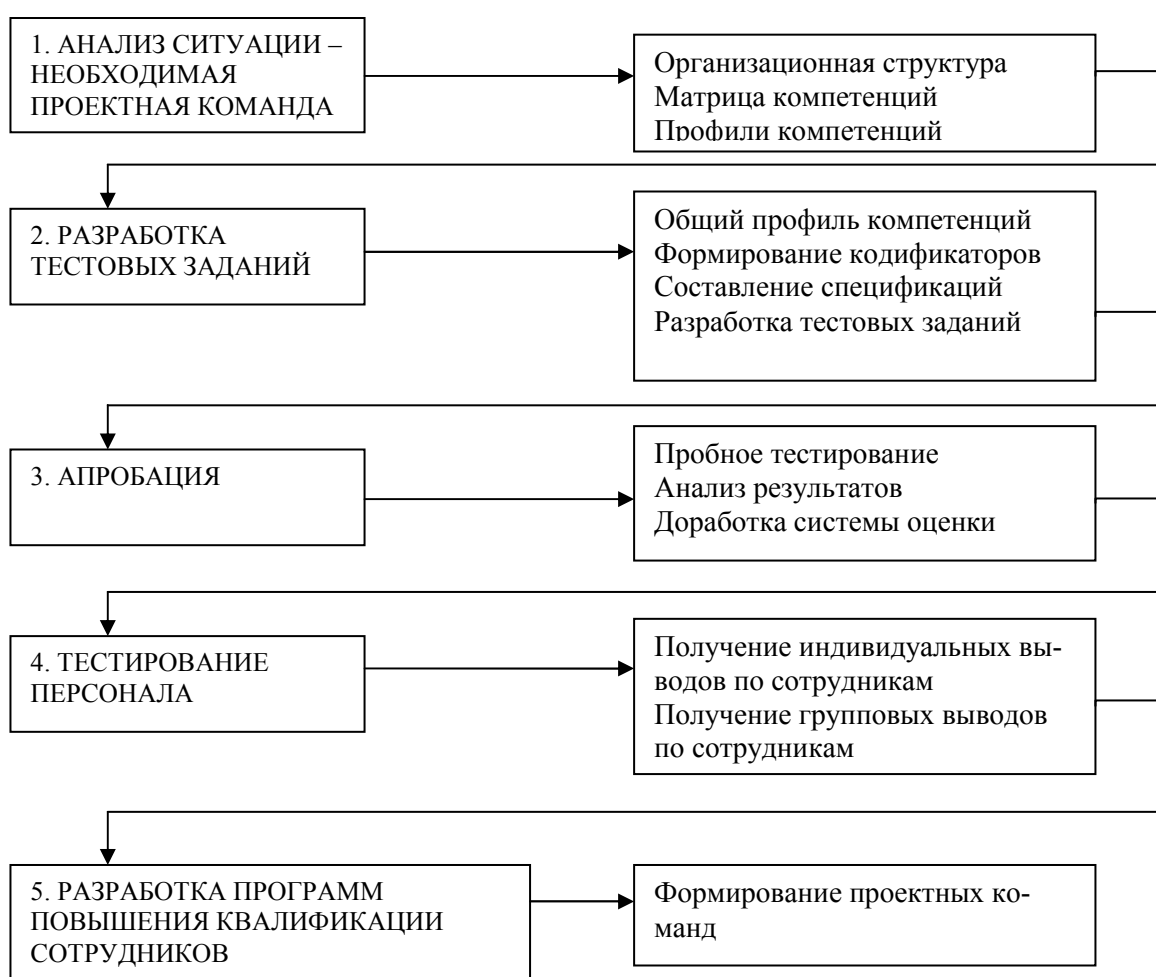 1. АНАЛИЗ СИТУАЦИИ –
НЕОБХОДИМАЯ
ПРОЕКТНАЯ КОМАНДА
Организационная структура
Матрица компетенций
Профили компетенций
2. РАЗРАБОТКА
ТЕСТОВЫХ ЗАДАНИЙ
Общий профиль компетенций
Формирование кодификаторов
Составление спецификаций
Разработка тестовых заданий
3. АПРОБАЦИЯ
Пробное тестирование
Анализ результатов
Доработка системы оценки
4. ТЕСТИРОВАНИЕ
ПЕРСОНАЛА
Получение индивидуальных вы-
водов по сотрудникам
Получение групповых выводов
по сотрудникам
5. РАЗРАБОТКА ПРОГРАММ
ПОВЫШЕНИЯ КВАЛИФИКАЦИИ
СОТРУДНИКОВ
Формирование проектных ко-
манд